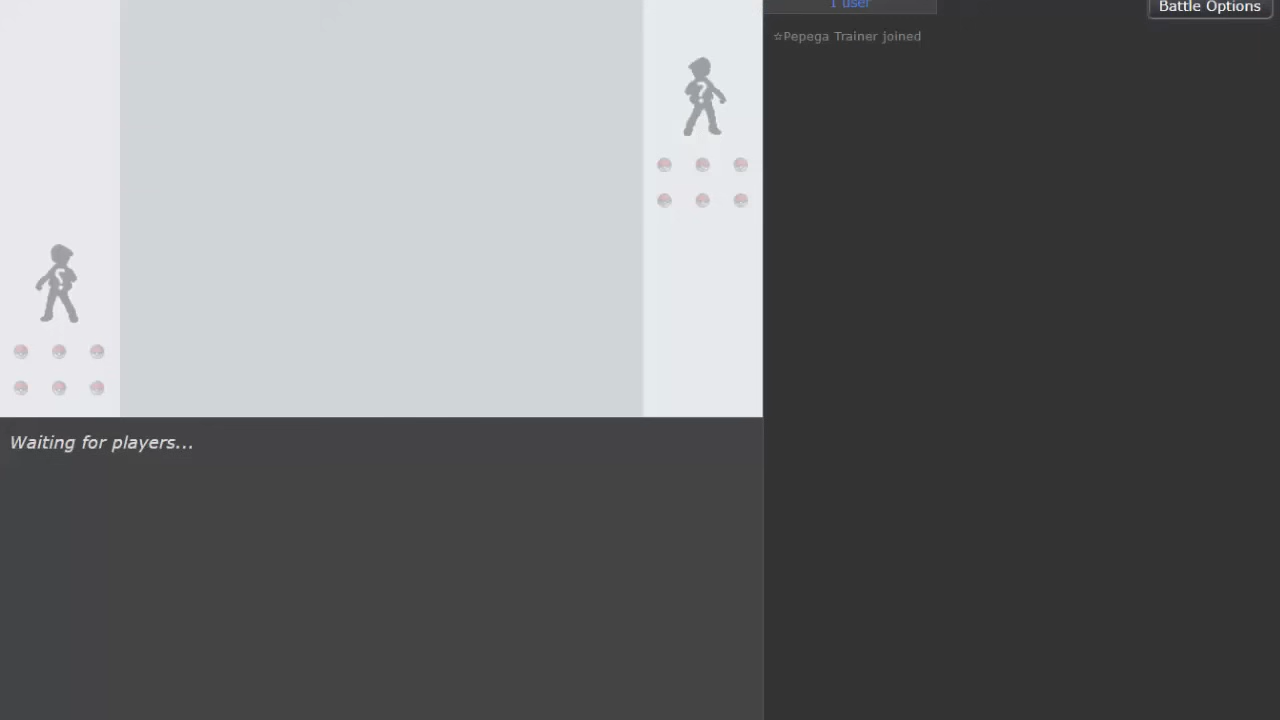 1 user
Battle Options
☆Pepega Trainer joined
?
?
Waiting for players...